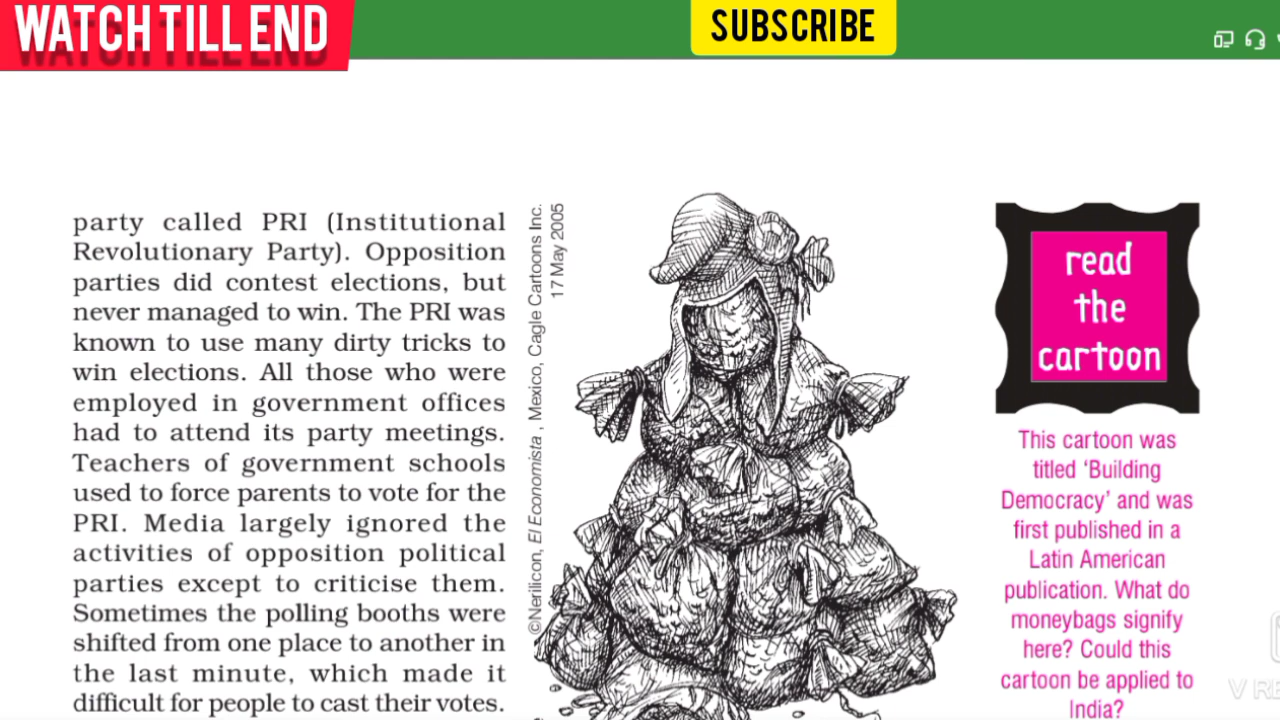 WATCH TILL END
SUBSCRIBE
party called PRI (Institutional
Revolutionary Party). Opposition
parties did contest elections, but
never managed to win. The PRI was
known to use many dirty tricks to
win elections. All those who were
employed in government offices
had to attend its party meetings.
Teachers of government schools
used to force parents to vote for the
PRI. Media largely ignored the
activities of opposition political
parties except to criticise them.
Sometimes the polling booths were
shifted from one place to another in
the last minute, which made it
difficult for people to cast their votes.
©Nerilicon, El Economista , Mexico, Cagle Cartoons Inc.
17 May 2005
read
the
cartoon
This cartoon was
titled ‘Building
Democracy’ and was
first published in a
Latin American
publication. What do
moneybags signify
here? Could this
cartoon be applied to
India?